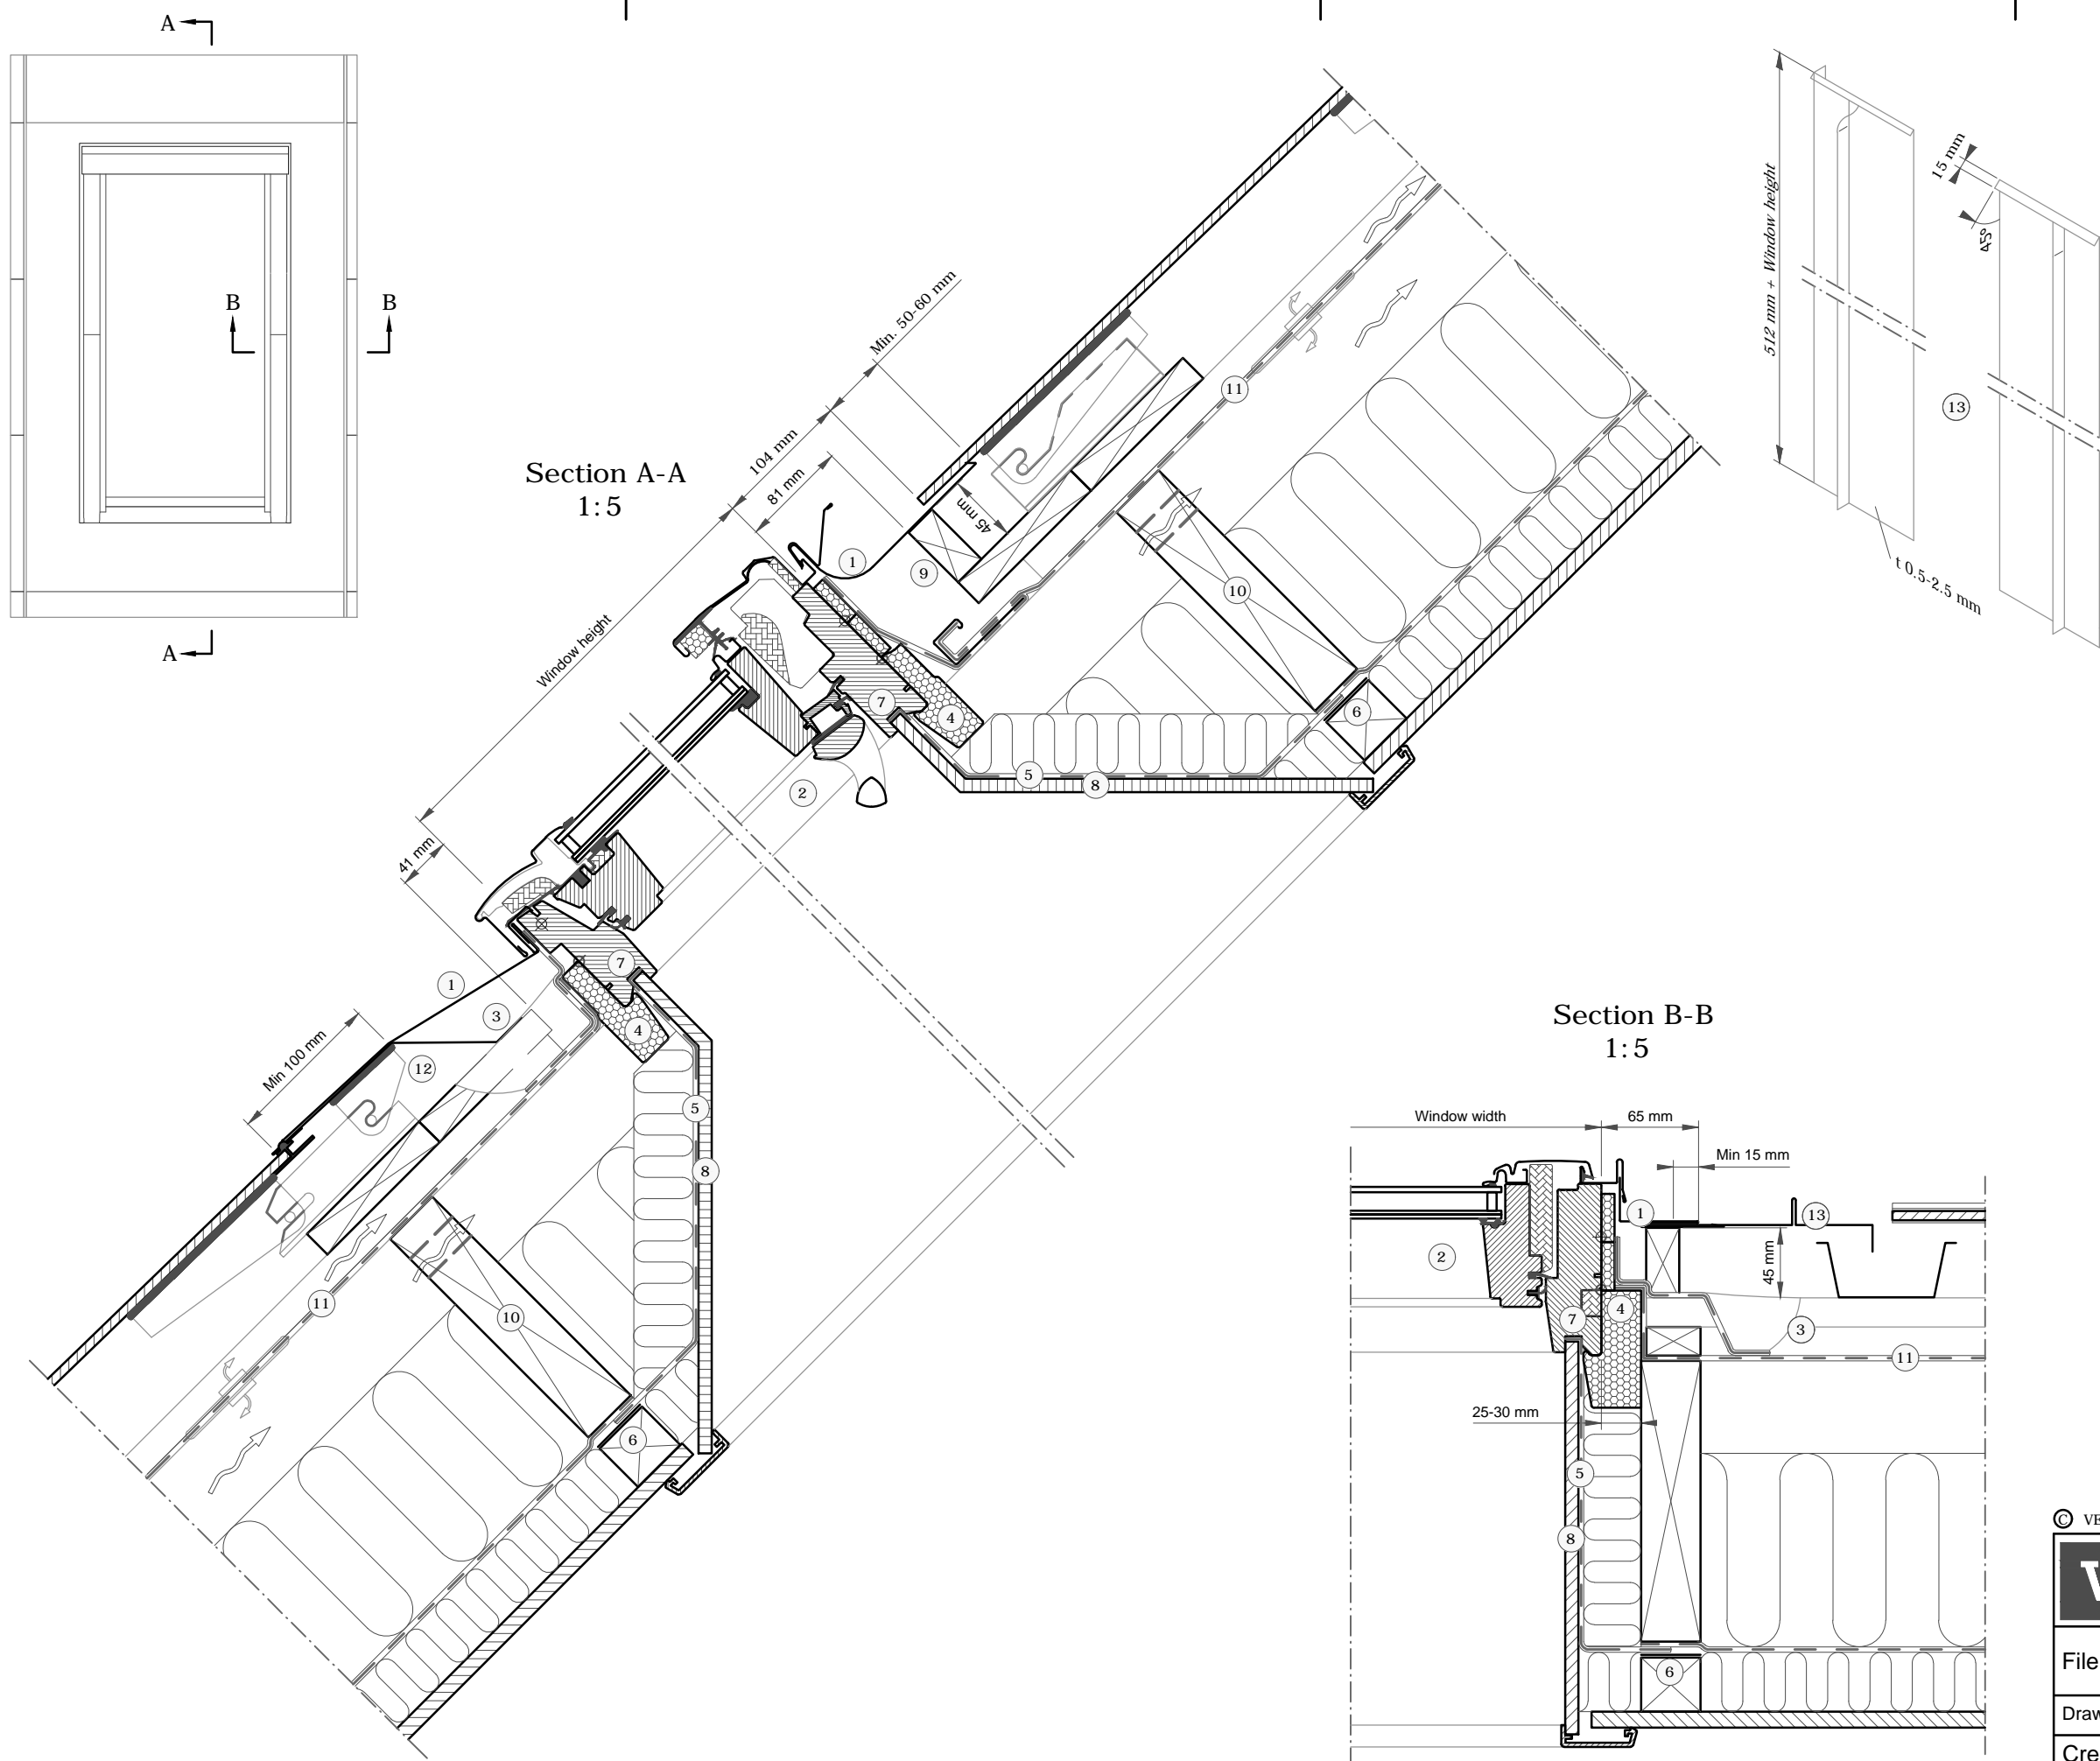 A
B
B
A
Section A-A
1:5
Min. 50-60 mm
104 mm
81 mm
45 mm
Window height
41 mm
Min 100 mm
1
9
11
10
6
7
4
5
8
2
1
3
12
7
4
5
8
11
10
6
512 mm + Window height
15 mm
45°
13
t 0.5-2.5 mm
Section B-B
1:5
Window width
65 mm
Min 15 mm
1
13
2
45 mm
7
4
3
11
25-30 mm
5
8
6
©
File